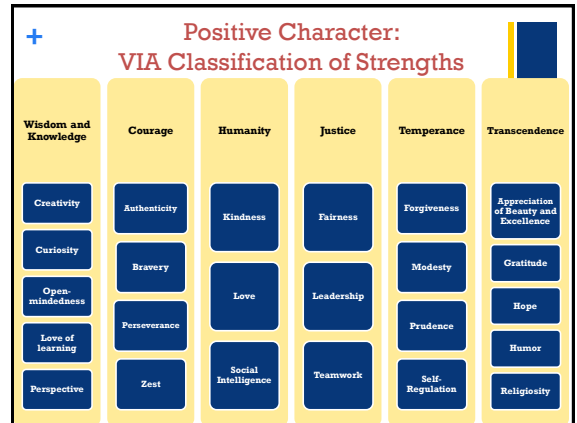 +
Positive Character:
VIA Classification of Strengths
Wisdom and
Knowledge
Creativity
Curiosity
Open-
mindedness
Love of
learning
Perspective
Courage
Authenticity
Bravery
Perseverance
Zest
Humanity
Kindness
Love
Social
Intelligence
Justice
Fairness
Leadership
Teamwork
Temperance
Forgiveness
Modesty
Prudence
Self-
Regulation
Transcendence
Appreciation
of Beauty and
Excellence
Gratitude
Hope
Humor
Religiosity